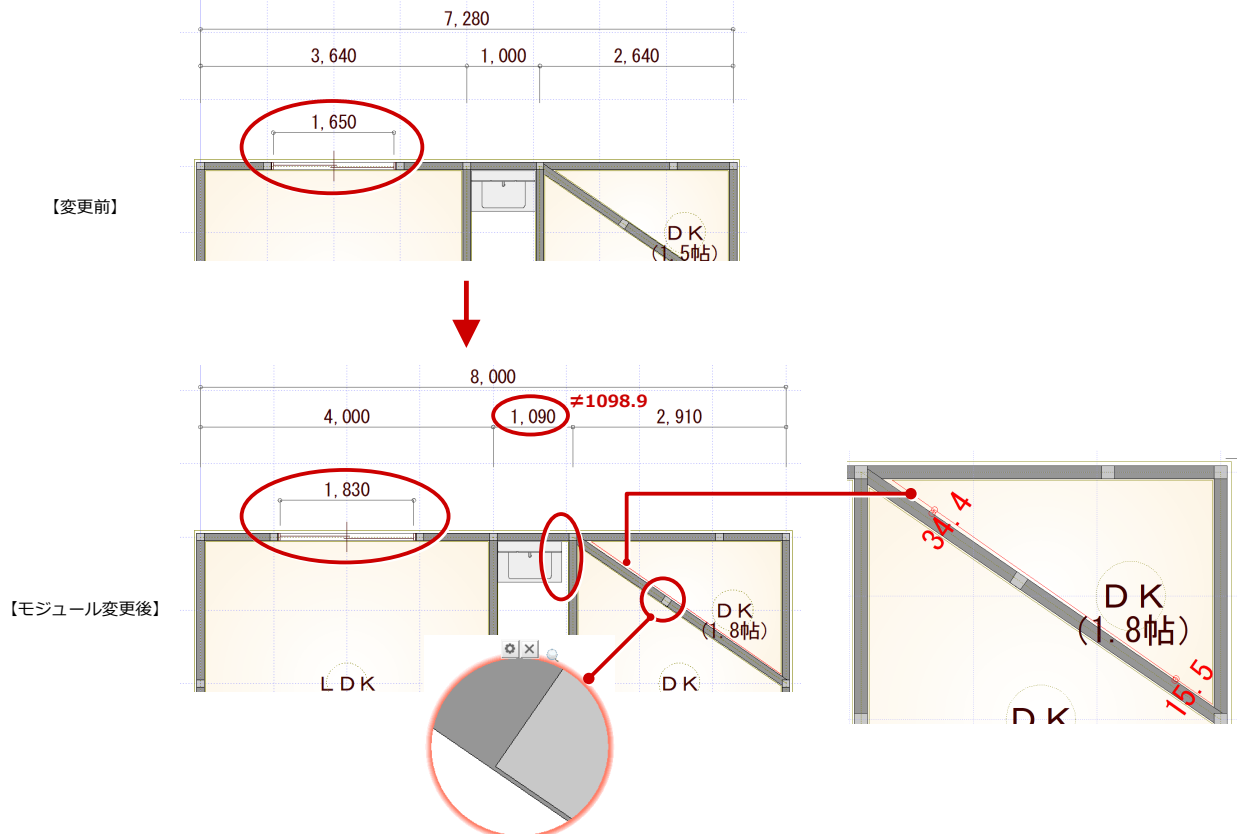 7,280
3,640
1,000
2,640
1,650
【変更前】
DK
(1.5帖)
8,000
≠1098.9
4,000
1,090
2,910
1,830
【モジュール変更後】
DK
(1.8帖)
LDK
DK
34.4
DK
(1.8帖)
15.5
DK